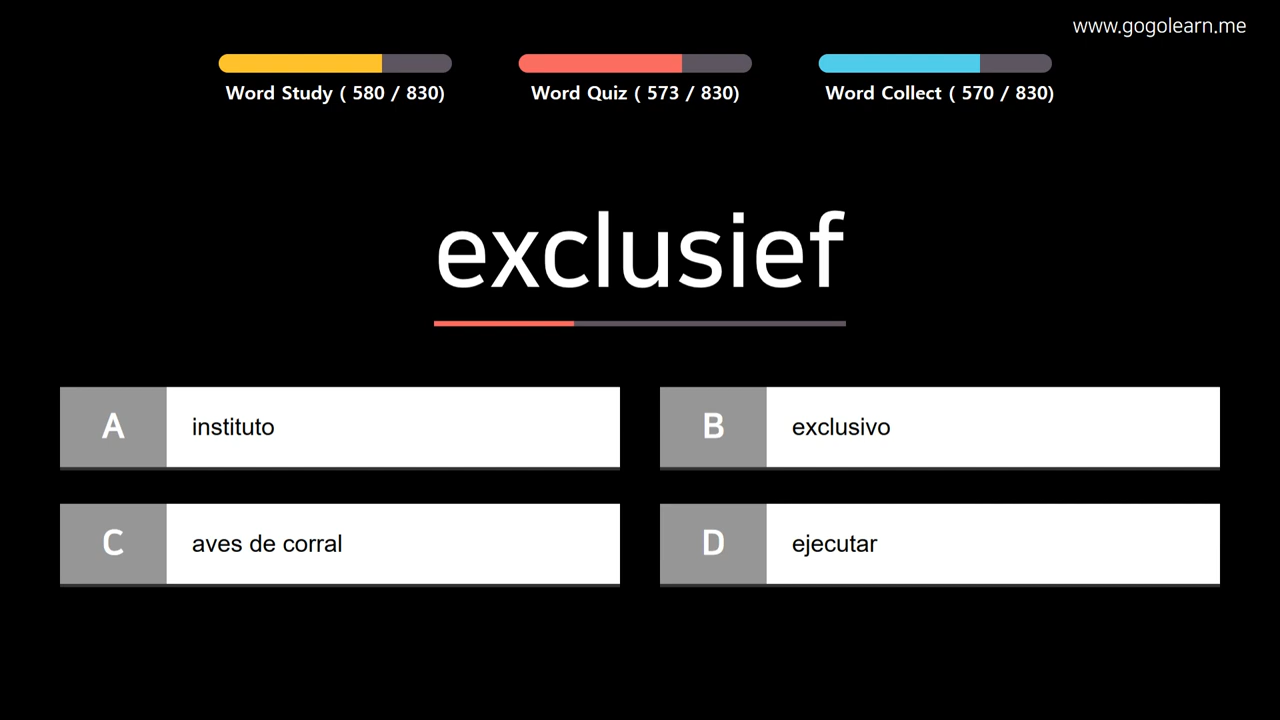 www.gogolearn.me
Word Study ( 580 / 830)
Word Quiz ( 573 / 830)
Word Collect ( 570 / 830)
exclusief
A instituto
B exclusivo
C aves de corral
D ejecutar